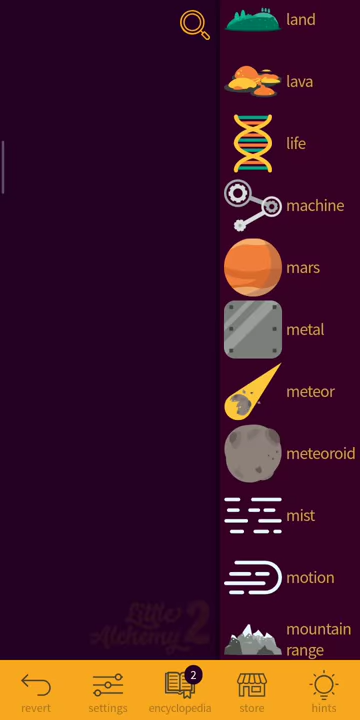 land
lava
life
machine
mars
metal
meteor
meteoroid
mist
motion
mountain
range
Little
Alchemy 2
revert
settings
2
encyclopedia
store
hints